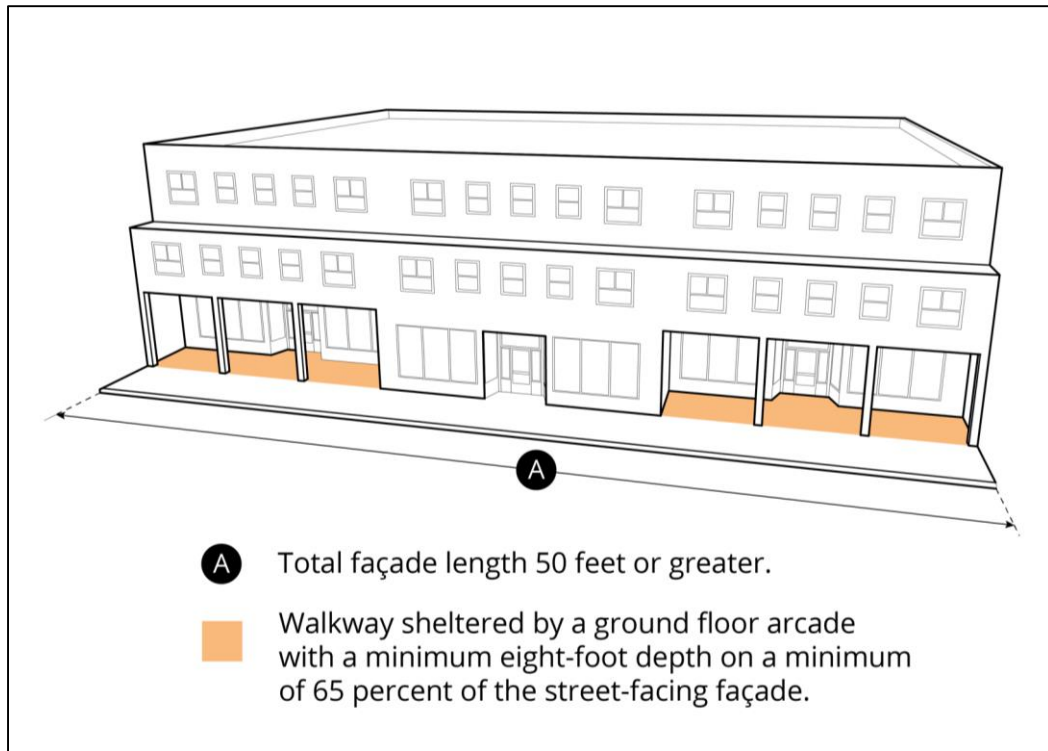 A
A Total façade length 50 feet or greater.
Walkway sheltered by a ground floor arcade
with a minimum eight-foot depth on a minimum
of 65 percent of the street-facing façade.